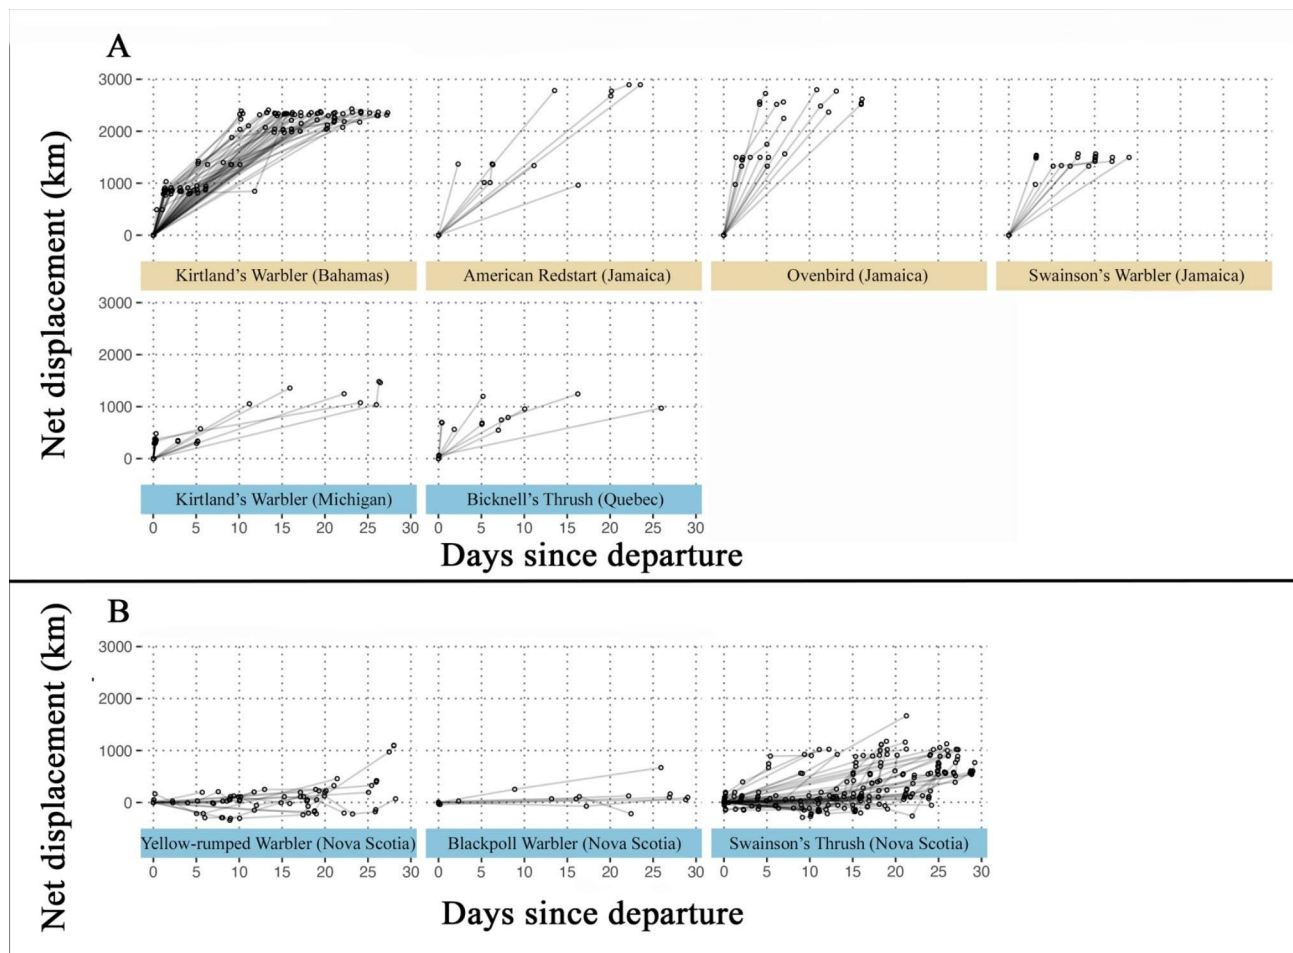 A
Net displacement (km)
3000
2000
1000
0
Kirtland's Warbler (Bahamas)
American Redstart (Jamaica)
Ovenbird (Jamaica)
Swainson's Warbler (Jamaica)
3000
2000
1000
0
Kirtland's Warbler (Michigan)
Bicknell's Thrush (Quebec)
0 5 10 15 20 25 30
0 5 10 15 20 25 30
Days since departure
B
Net displacement (km)
3000
2000
1000
0
Yellow-rumped Warbler (Nova Scotia)
Blackpoll Warbler (Nova Scotia)
Swainson's Thrush (Nova Scotia)
0 5 10 15 20 25 30
0 5 10 15 20 25 30
0 5 10 15 20 25 30
Days since departure